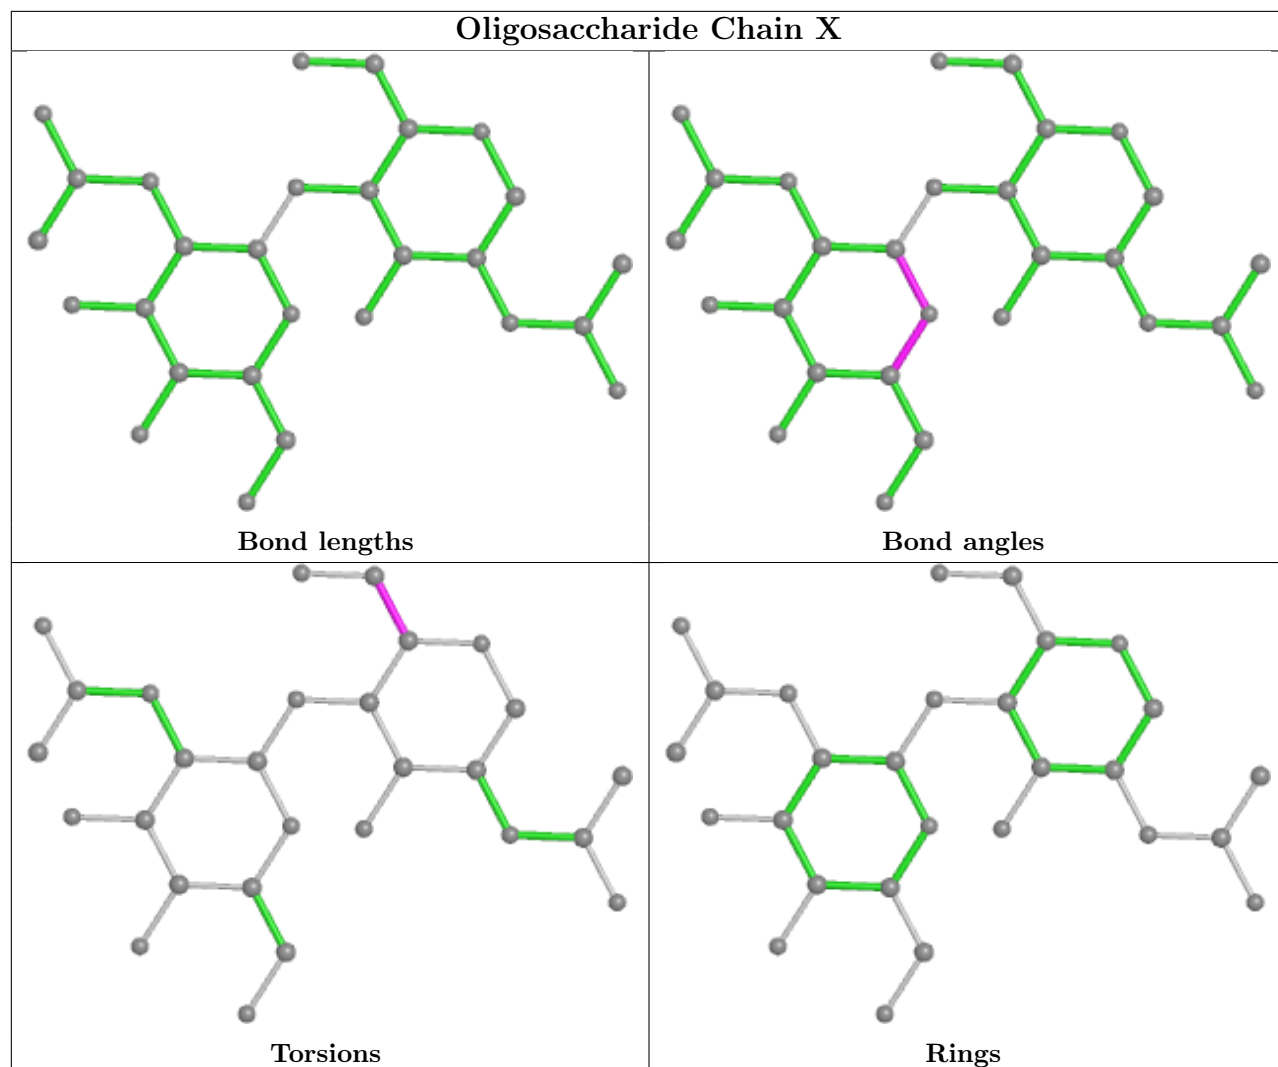 Oligosaccharide Chain X
Bond lengths
Bond angles
Torsions
Rings